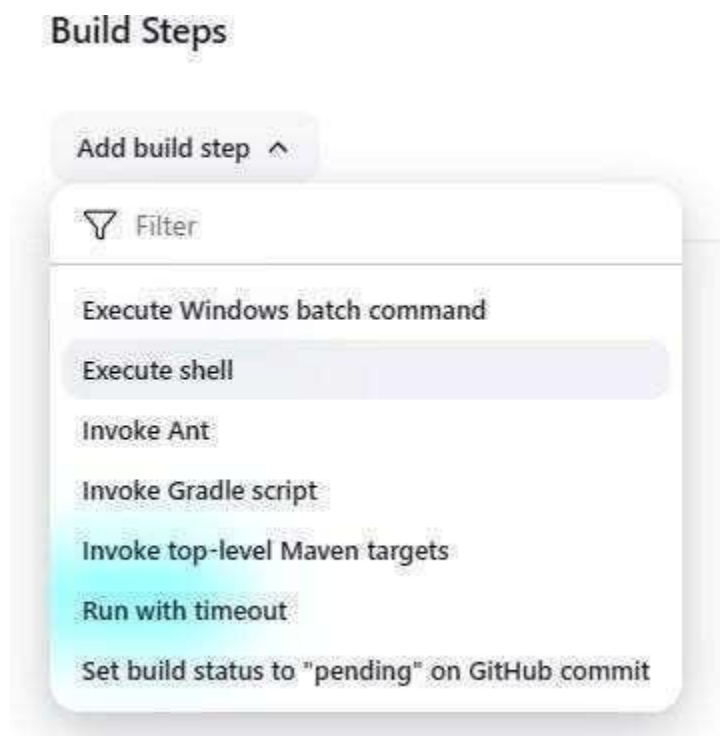 Build Steps
Add build step
Filter
Execute Windows batch command
Execute shell
Invoke Ant
Invoke Gradle script
Invoke top-level Maven targets
Run with timeout
Set build status to "pending" on GitHub commit